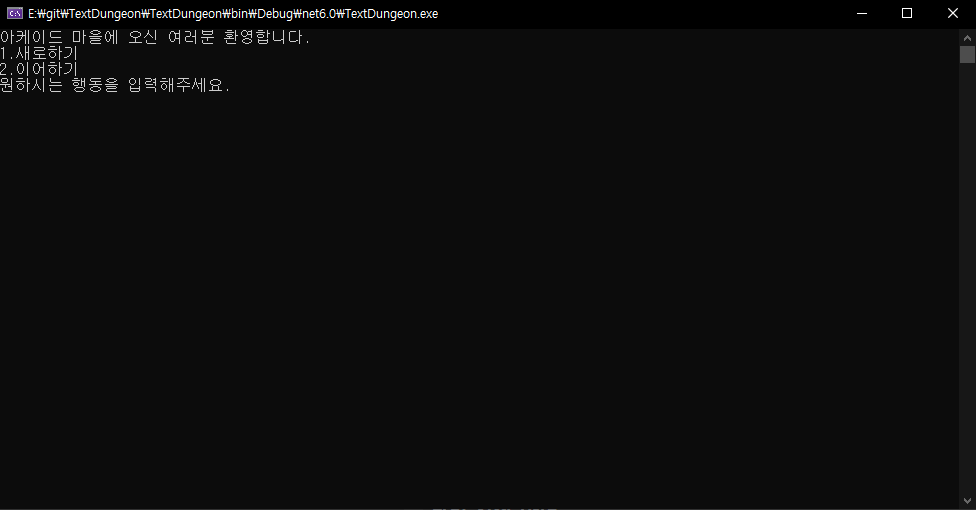 E:₩git₩TextDungeon₩TextDungeon₩bin₩Debug₩net6.0₩TextDungeon.exe
아케이드 마을에 오신 여러분 환영합니다.
1.새로하기
2.이어하기
원하시는 행동을 입력해주세요.